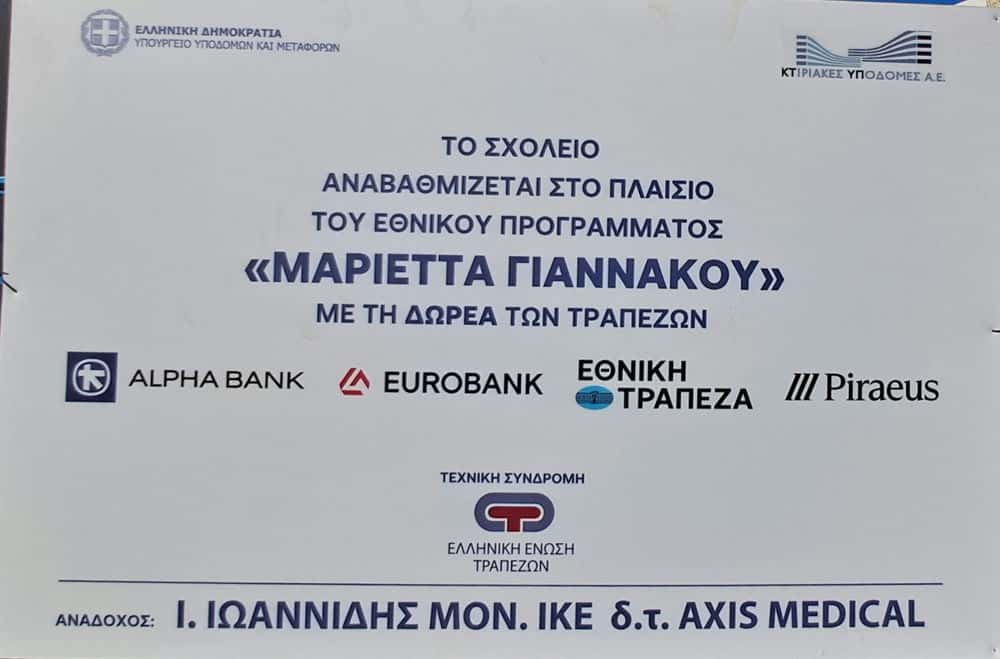 ΕΛΛΗΝΙΚΗ ΔΗΜΟΚΡΑΤΙΑ
ΥΠΟΥΡΓΕΙΟ ΥΠΟΔΟΜΩΝ ΚΑΙ ΜΕΤΑΦΟΡΩΝ
ΚΤΙΡΙΑΚΕΣ ΥΠΟΔΟΜΕΣ Α.Ε.
ΤΟ ΣΧΟΛΕΙΟ
ΑΝΑΒΑΘΜΙΖΕΤΑΙ ΣΤΟ ΠΛΑΙΣΙΟ
ΤΟΥ ΕΘΝΙΚΟΥ ΠΡΟΓΡΑΜΜΑΤΟΣ
«ΜΑΡΙΕΤΤΑ ΓΙΑΝΝΑΚΟΥ»
ΜΕ ΤΗ ΔΩΡΕΑ ΤΩΝ ΤΡΑΠΕΖΩΝ
ALPHA BANK
EUROBANK
ΕΘΝΙΚΗ
ΤΡΑΠΕΖΑ
Piraeus
ΤΕΧΝΙΚΗ ΣΥΝΔΡΟΜΗ
ΕΛΛΗΝΙΚΗ ΕΝΩΣΗ
ΤΡΑΠΕΖΩΝ
ΑΝΑΔΟΧΟΣ: Ι. ΙΩΑΝΝΙΔΗΣ ΜΟΝ. ΙΚΕ δ.τ. AXIS MEDICAL